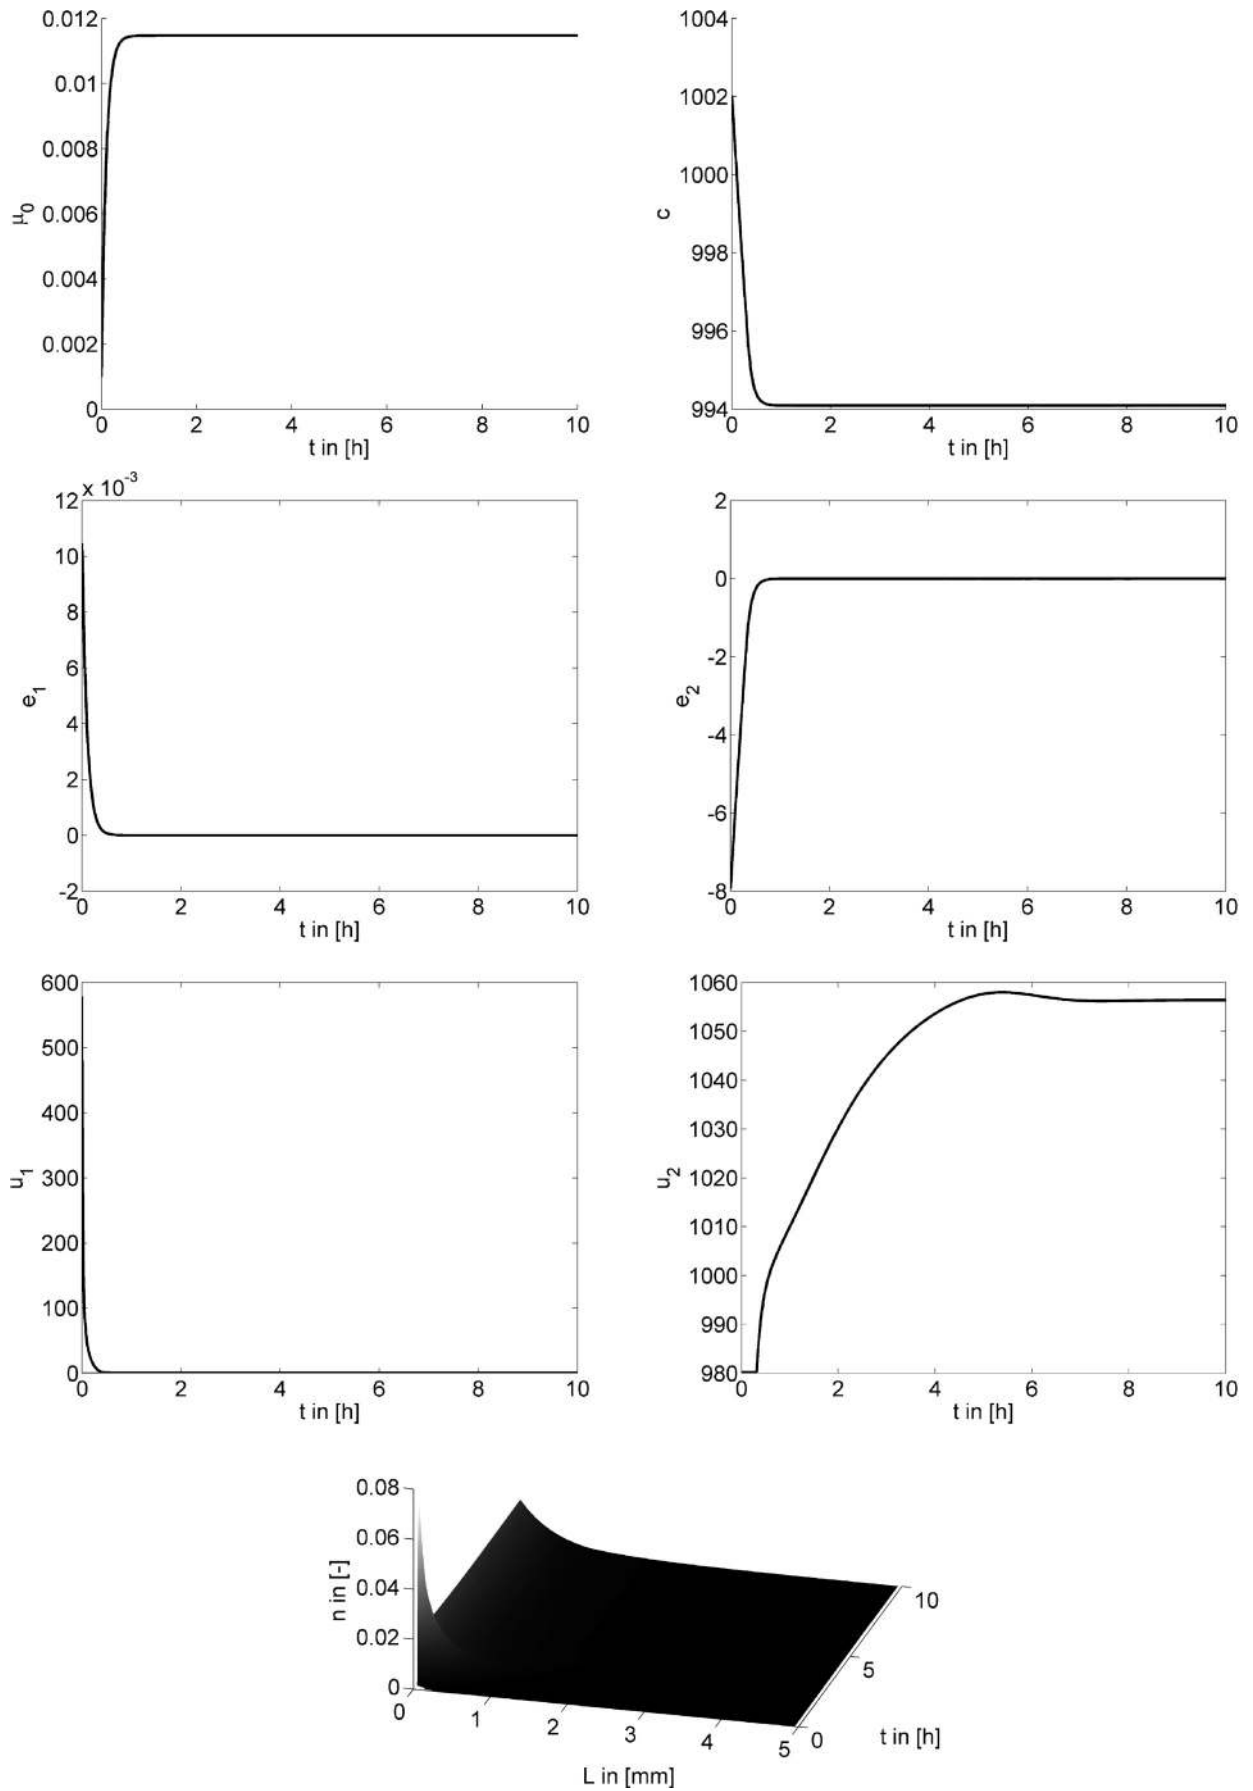 0.012
0.01
0.008
0.006
0.004
0.002
0
μ0
0 2 4 6 8 10
t in [h]
1004
1002
1000
998
996
994
c
0 2 4 6 8 10
t in [h]
x 10-3
12
10
8
6
4
2
0
-2
e1
0 2 4 6 8 10
t in [h]
2
0
-2
-4
-6
-8
e2
0 2 4 6 8 10
t in [h]
600
500
400
300
200
100
0
u1
0 2 4 6 8 10
t in [h]
1060
1050
1040
1030
1020
1010
1000
990
980
u2
0 2 4 6 8 10
t in [h]
0.08
0.06
0.04
0.02
0
n in [-]
0 1 2 3 4 5
L in [mm]
0 5 10
t in [h]